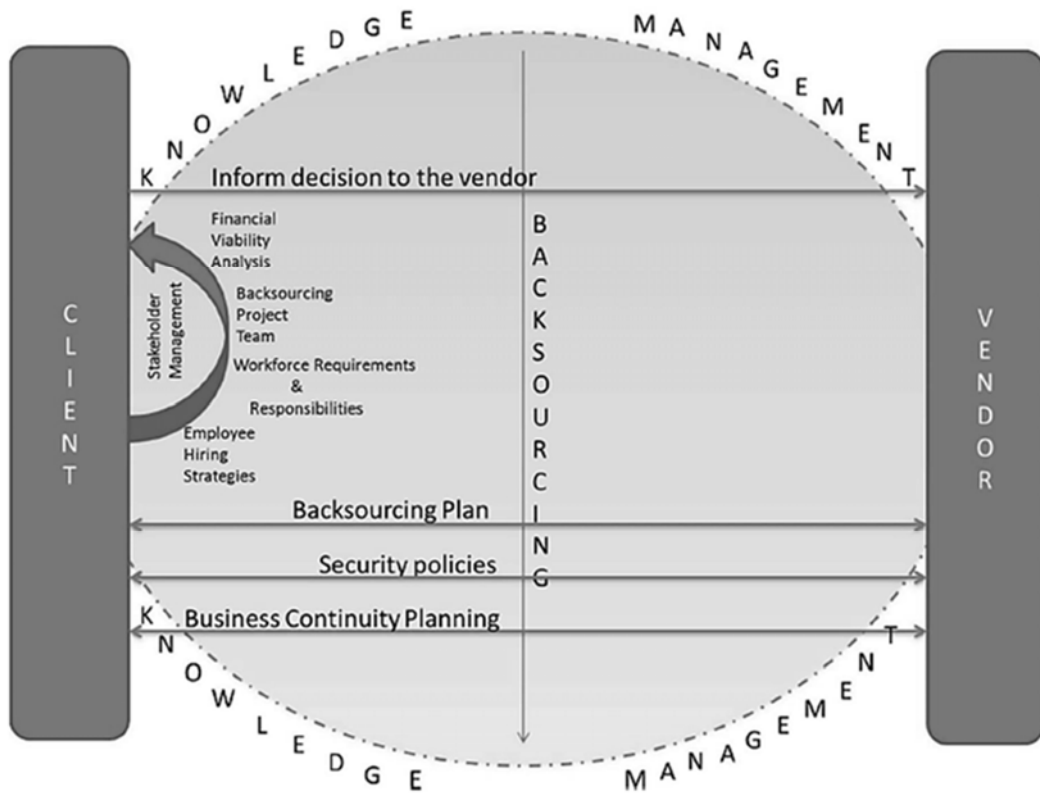 KNOWLEDGE MANAGEMENT
Inform decision to the vendor
CLIENT
Stakeholder
Management
Financial
Viability
Analysis
Backsourcing
Project
Team
Workforce Requirements
&
Responsibilities
Employee
Hiring
Strategies
BACKSOURCING
VENDOR
Backsourcing Plan
Security policies
Business Continuity Planning
KNOWLEDGE MANAGEMENT